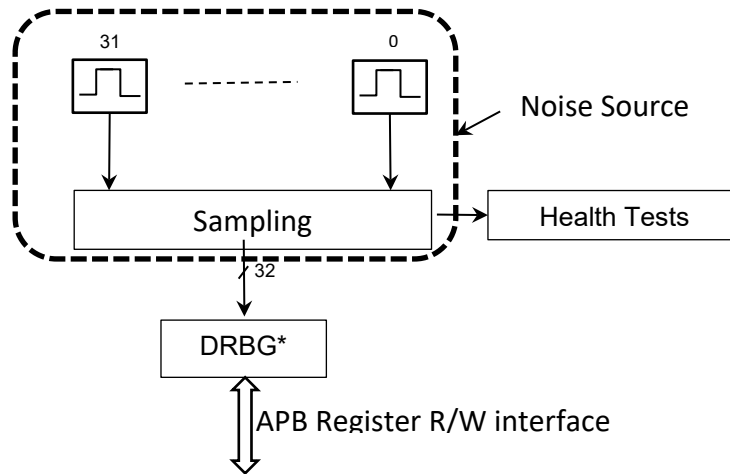 31
0
Noise Source
Sampling
Health Tests
32
DRBG*
APB Register R/W interface